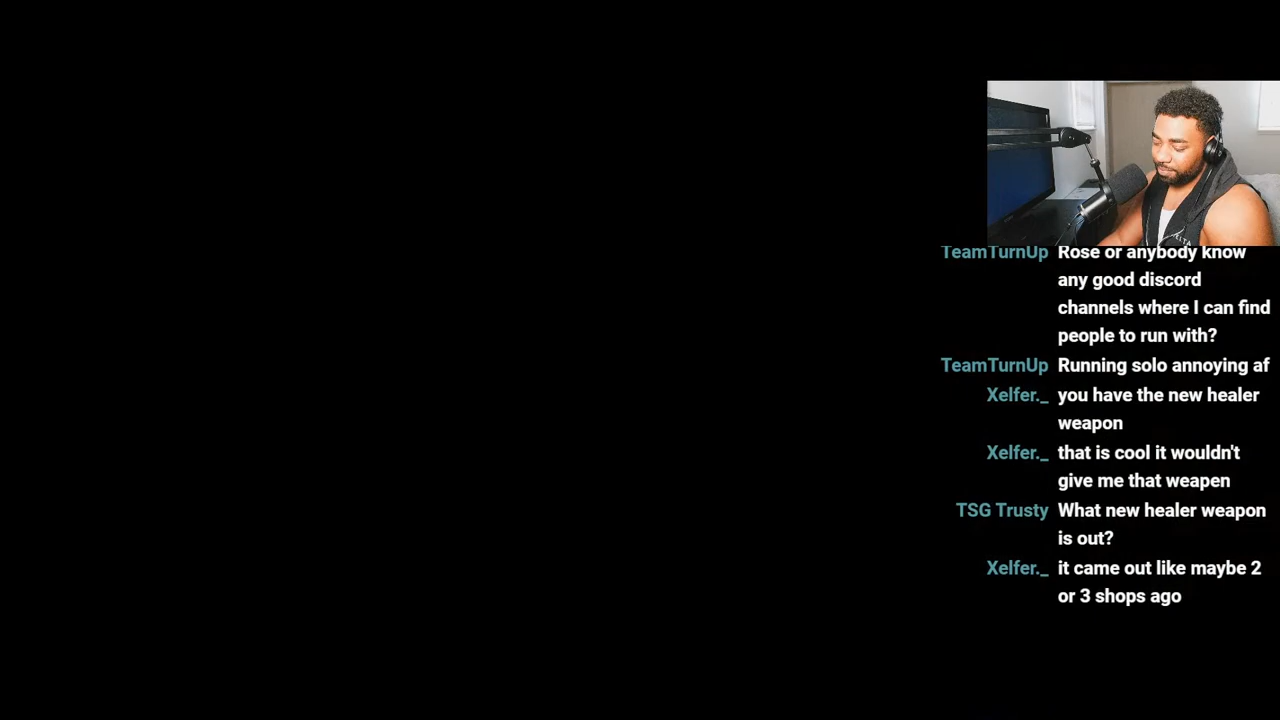 TeamTurnUp Rose or anybody know
any good discord
channels where I can find
people to run with?
TeamTurnUp Running solo annoying af
Xelfer._ you have the new healer
weapon
Xelfer._ that is cool it wouldn't
give me that weapen
TSG Trusty What new healer weapon
is out?
Xelfer._ it came out like maybe 2
or 3 shops ago